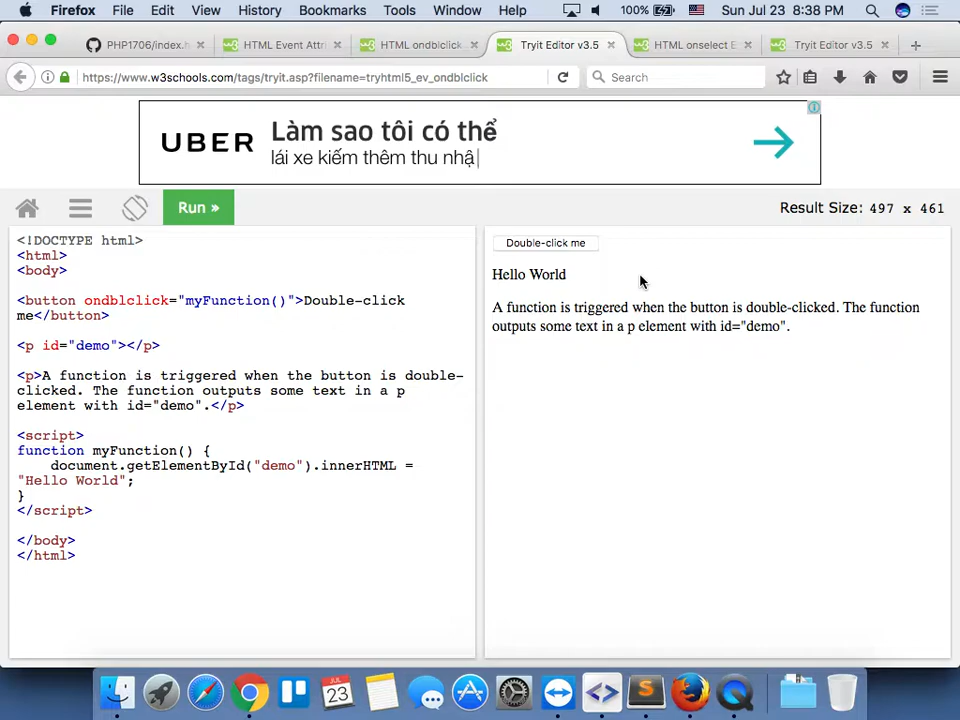 Firefox File Edit View History Bookmarks Tools Window Help 100% Sun Jul 23 8:38 PM
PHP1706/index.h HTML Event Attri HTML ondblclick Tryit Editor v3.5 HTML onselect E Tryit Editor v3.5
https://www.w3schools.com/tags/tryit.asp?filename=tryhtml5_ev_ondblclick Search
UBER
Làm sao tôi có thể
lái xe kiếm thêm thu nhậ
Run » Result Size: 497 x 461
<!DOCTYPE html>
<html>
<body>
<button ondblclick="myFunction()">Double-click
me</button>
<p id="demo"></p>
<p>A function is triggered when the button is double-
clicked. The function outputs some text in a p
element with id="demo".</p>
<script>
function myFunction() {
document.getElementById("demo").innerHTML =
"Hello World";
}
</script>
</body>
</html>
Double-click me
Hello World
A function is triggered when the button is double-clicked. The function
outputs some text in a p element with id="demo".
JUL
23